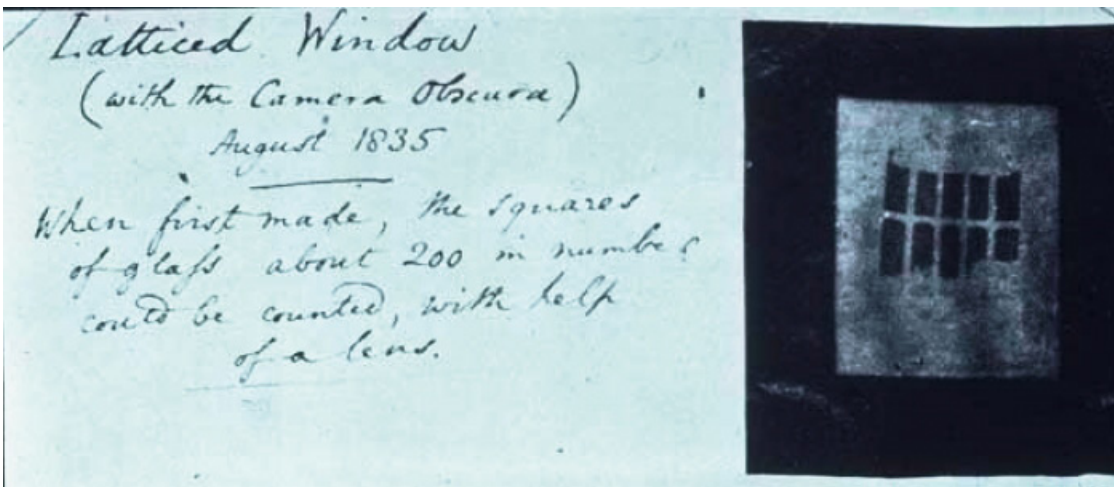 Latticed Window
(with the Camera Obscura)
August 1835
When first made, the squares
of glass about 200 in number
could be counted, with help
of a lens.